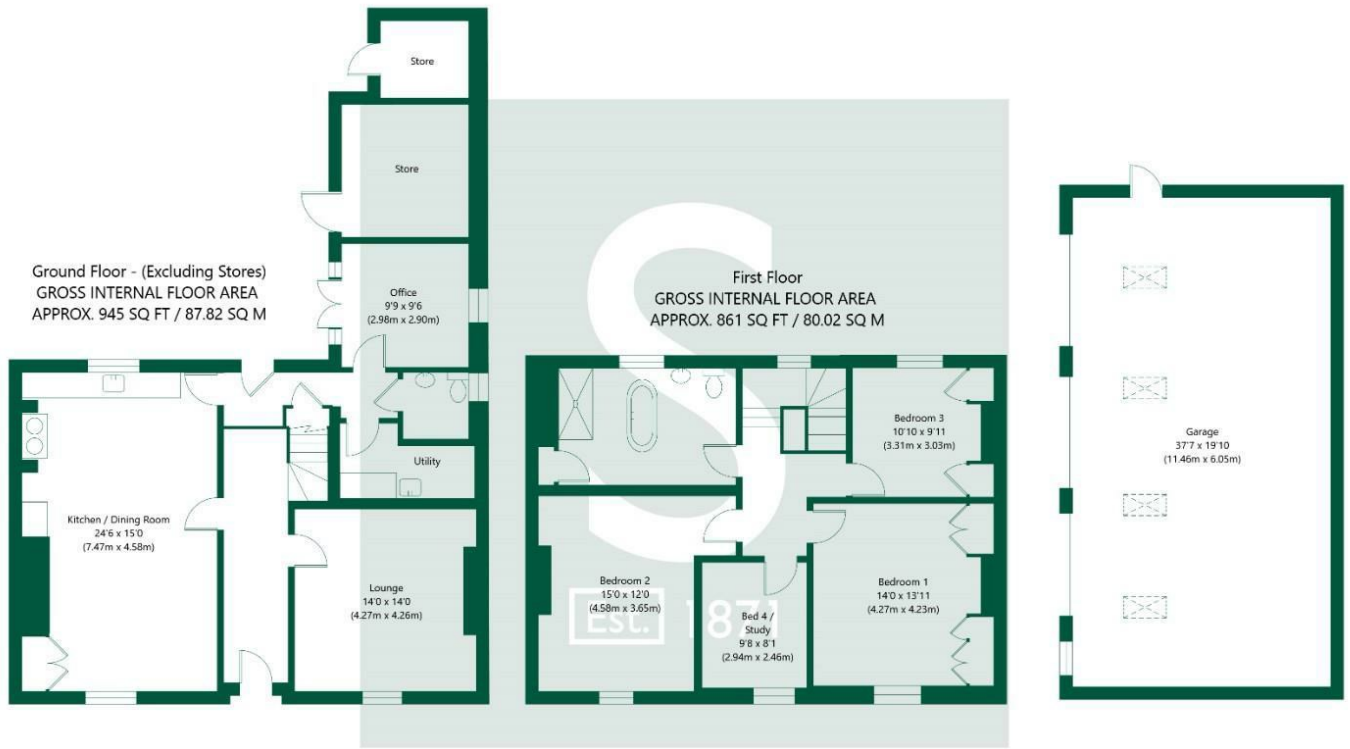 Store
Store
Ground Floor - (Excluding Stores)
GROSS INTERNAL FLOOR AREA
APPROX. 945 SQ FT / 87.82 SQ M
Office
9'9 x 9'6
(2.98m x 2.90m)
Utility
Kitchen / Dining Room
24'6 x 15'0
(7.47m x 4.58m)
Lounge
14'0 x 14'0
(4.27m x 4.26m)
First Floor
GROSS INTERNAL FLOOR AREA
APPROX. 861 SQ FT / 80.02 SQ M
Bedroom 3
10'10 x 9'11
(3.31m x 3.03m)
Bedroom 2
15'0 x 12'0
(4.58m x 3.65m)
Bed 4 /
Study
9'8 x 8'1
(2.94m x 2.46m)
Bedroom 1
14'0 x 13'11
(4.27m x 4.23m)
S
Est. 1871
Garage
37'7 x 19'10
(11.46m x 6.05m)